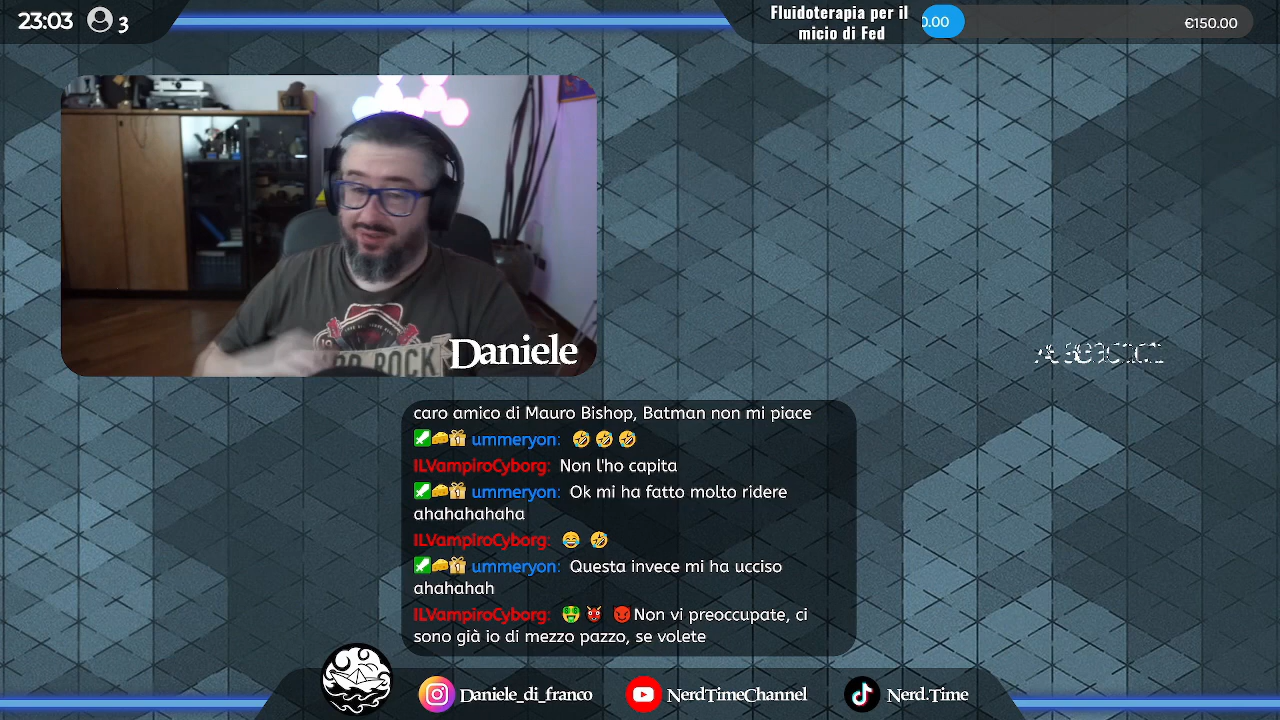 23:03
3
Fluidoterapia per il
micio di Fed
0.00
€150.00
ROCK
Daniele
caro amico di Mauro Bishop, Batman non mi piace
ummeryon: 🤣 🤣 🤣
ILVampiroCyborg: Non l'ho capita
ummeryon: Ok mi ha fatto molto ridere
ahahahahaha
ILVampiroCyborg: 😂 🤣
ummeryon: Questa invece mi ha ucciso
ahahahah
ILVampiroCyborg: 🤑 👹 😈Non vi preoccupate, ci
sono già io di mezzo pazzo, se volete
Daniele_di_franco
NerdTimeChannel
Nerd.Time